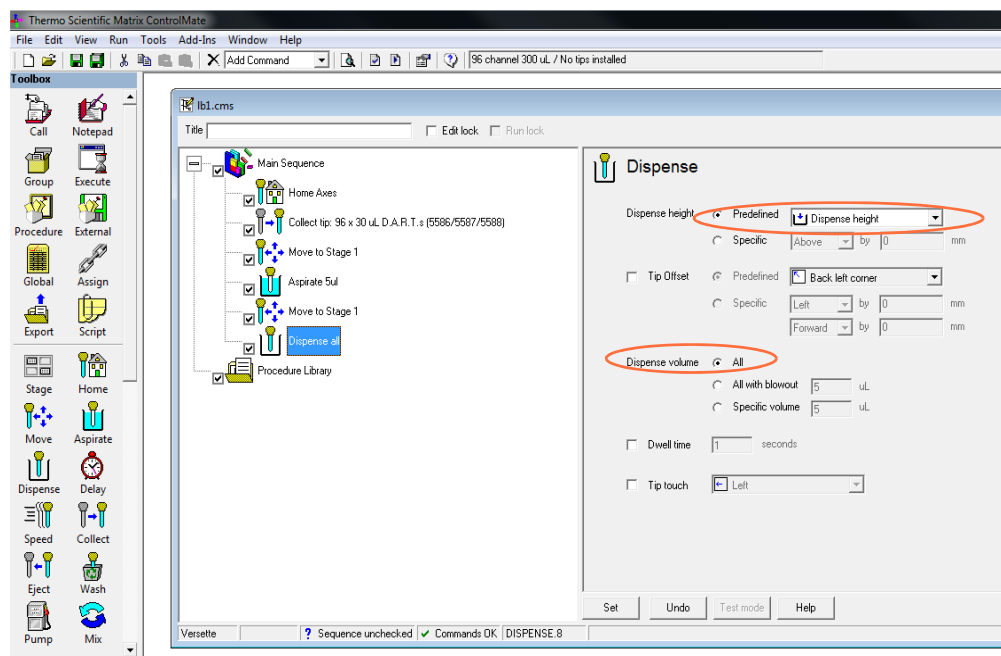 Thermo Scientific Matrix ControlMate
File Edit View Run Tools Add-Ins Window Help
Add Command 96 channel 300 uL / No tips installed
Toolbox
Call Notepad
Group Execute
Procedure External
Global Assign
Export Script
Stage Home
Move Aspirate
Dispense Delay
Speed Collect
Eject Wash
Pump Mix
lb1.cms
Title Edit lock Run lock
Main Sequence
Home Axes
Collect tip: 96 x 30 uL D.A.R.T.s (5586/5587/5588)
Move to Stage 1
Aspirate 5ul
Move to Stage 1
Dispense all
Procedure Library
Dispense
Dispense height Predefined Dispense height
Specific Above by 0 mm
Tip Offset Predefined Back left corner
Specific Left by 0 mm
Forward by 0 mm
Dispense volume All
All with blowout 5 uL
Specific volume 5 uL
Dwell time 1 seconds
Tip touch Left
Set Undo Test mode Help
Versette ? Sequence unchecked Commands OK DISPENSE.8